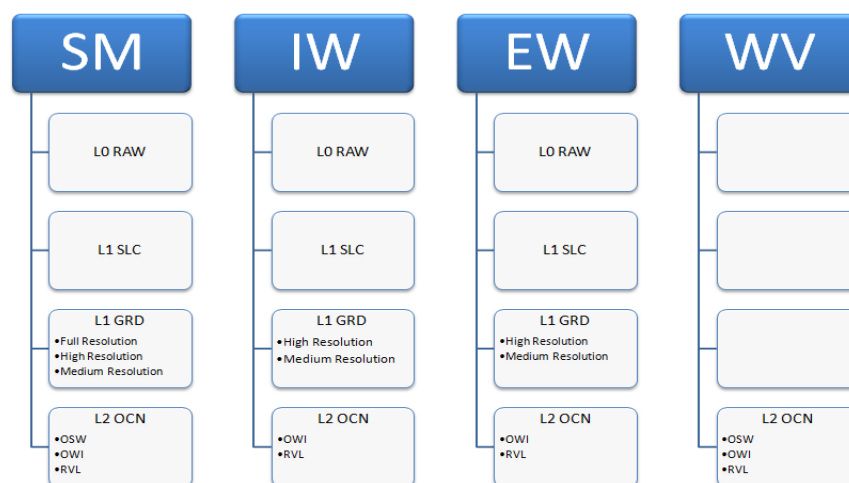 SM
L0 RAW
L1 SLC
L1 GRD
•Full Resolution
•High Resolution
•Medium Resolution
L2 OCN
•OSW
•OWI
•RVL
IW
L0 RAW
L1 SLC
L1 GRD
•High Resolution
•Medium Resolution
L2 OCN
•OWI
•RVL
EW
L0 RAW
L1 SLC
L1 GRD
•High Resolution
•Medium Resolution
L2 OCN
•OWI
•RVL
WV
L2 OCN
•OSW
•OWI
•RVL